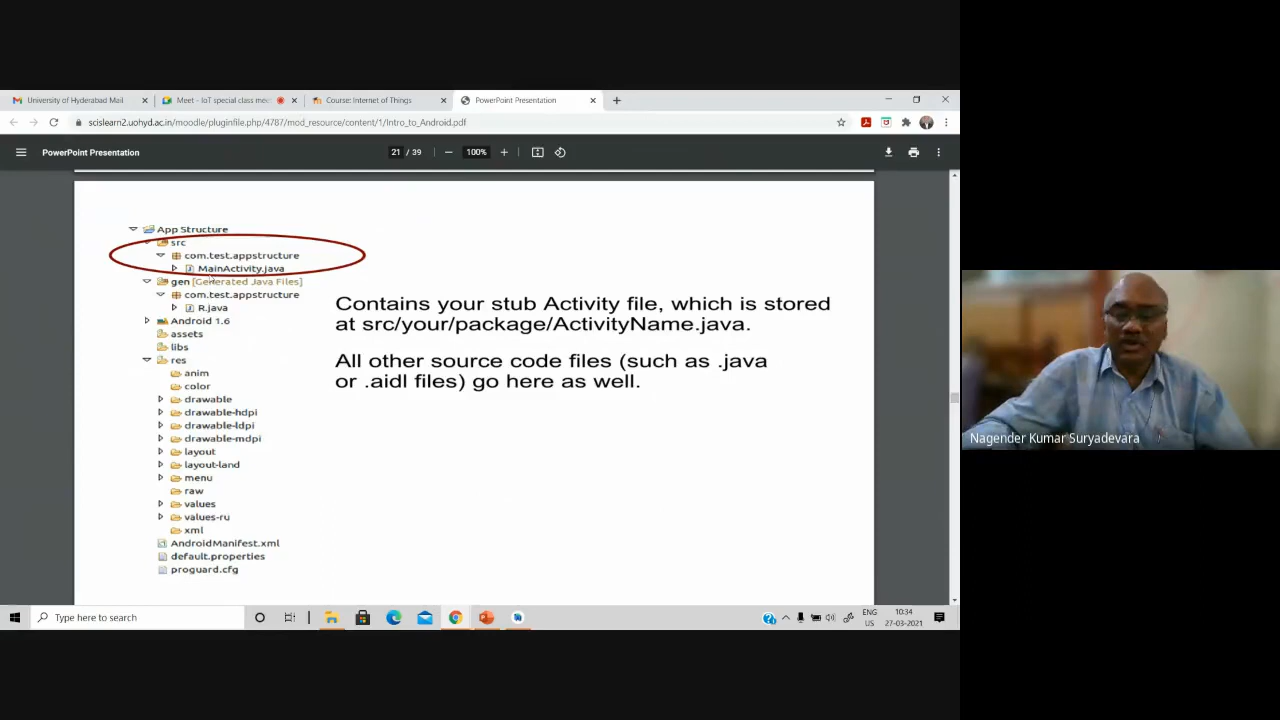 University of Hyderabad Mail
Meet - IoT special class mee
Course: Internet of Things
PowerPoint Presentation
scislearn2.uohyd.ac.in/moodle/pluginfile.php/4787/mod_resource/content/1/Intro_to_Android.pdf
PowerPoint Presentation
21 / 39
100%
App Structure
src
com.test.appstructure
MainActivity.java
gen [Generated Java Files]
com.test.appstructure
R.java
Android 1.6
assets
libs
res
anim
color
drawable
drawable-hdpi
drawable-ldpi
drawable-mdpi
layout
layout-land
menu
raw
values
values-ru
xml
AndroidManifest.xml
default.properties
proguard.cfg
Contains your stub Activity file, which is stored
at src/your/package/ActivityName.java.
All other source code files (such as .java
or .aidl files) go here as well.
Nagender Kumar Suryadevara
Type here to search
ENG
US
10:34
27-03-2021